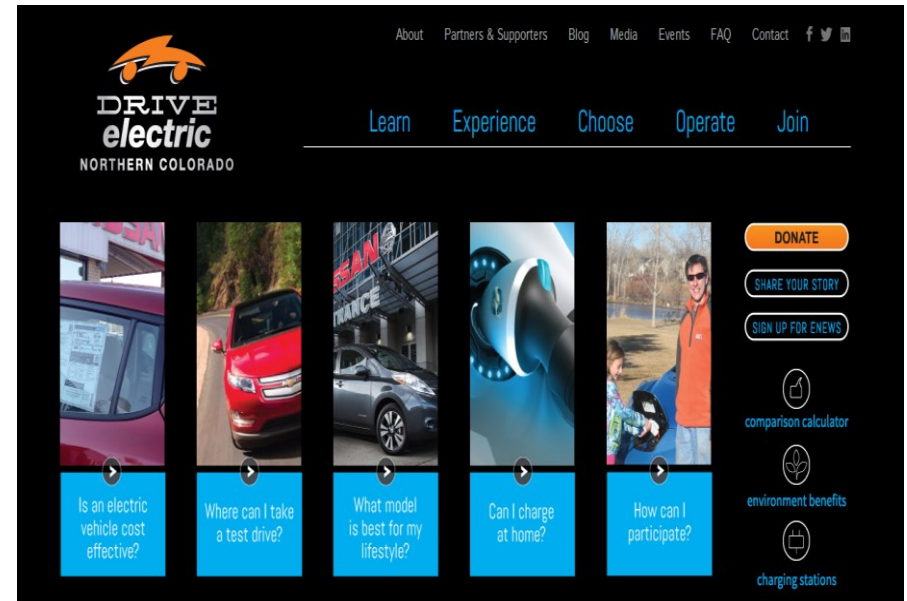 About Partners & Supporters Blog Media Events FAQ Contact
DRIVE
electric
NORTHERN COLORADO
Learn Experience Choose Operate Join
NISSAN
ENTRANCE
DONATE
SHARE YOUR STORY
SIGN UP FOR ENEWS
comparison calculator
environment benefits
charging stations
Is an electric
vehicle cost
effective?
Where can I take
a test drive?
What model
is best for my
lifestyle?
Can I charge
at home?
How can I
participate?